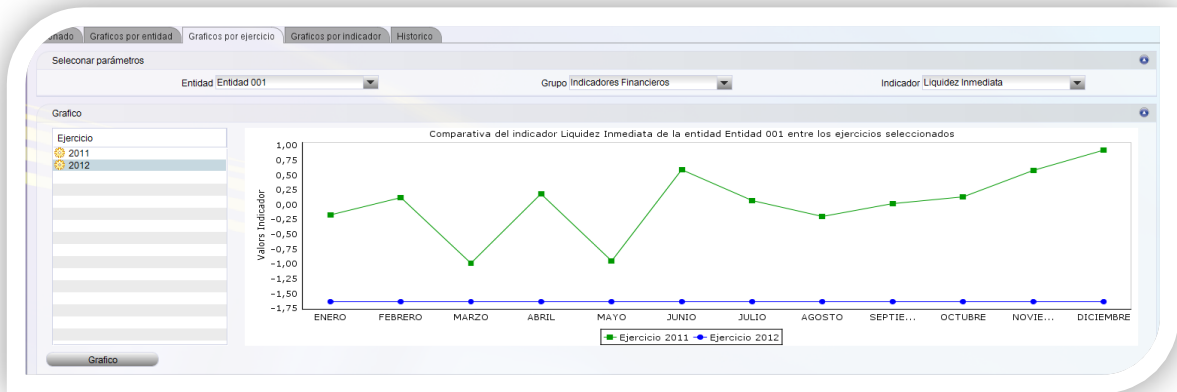 Graficos por entidad Graficos por ejercicio Graficos por indicador Historico
Seleconar parámetros
Entidad Entidad 001 Grupo Indicadores Financieros Indicador Liquidez Inmediata
Grafico
Ejercicio
2011
2012
Comparativa del indicador Liquidez Inmediata de la entidad Entidad 001 entre los ejercicios seleccionados
Valors Indicador
1,00
0,75
0,50
0,25
0,00
-0,25
-0,50
-0,75
-1,00
-1,25
-1,50
-1,75
ENERO FEBRERO MARZO ABRIL MAYO JUNIO JULIO AGOSTO SEPTIE... OCTUBRE NOVIE... DICIEMBRE
Ejercicio 2011 Ejercicio 2012
Grafico